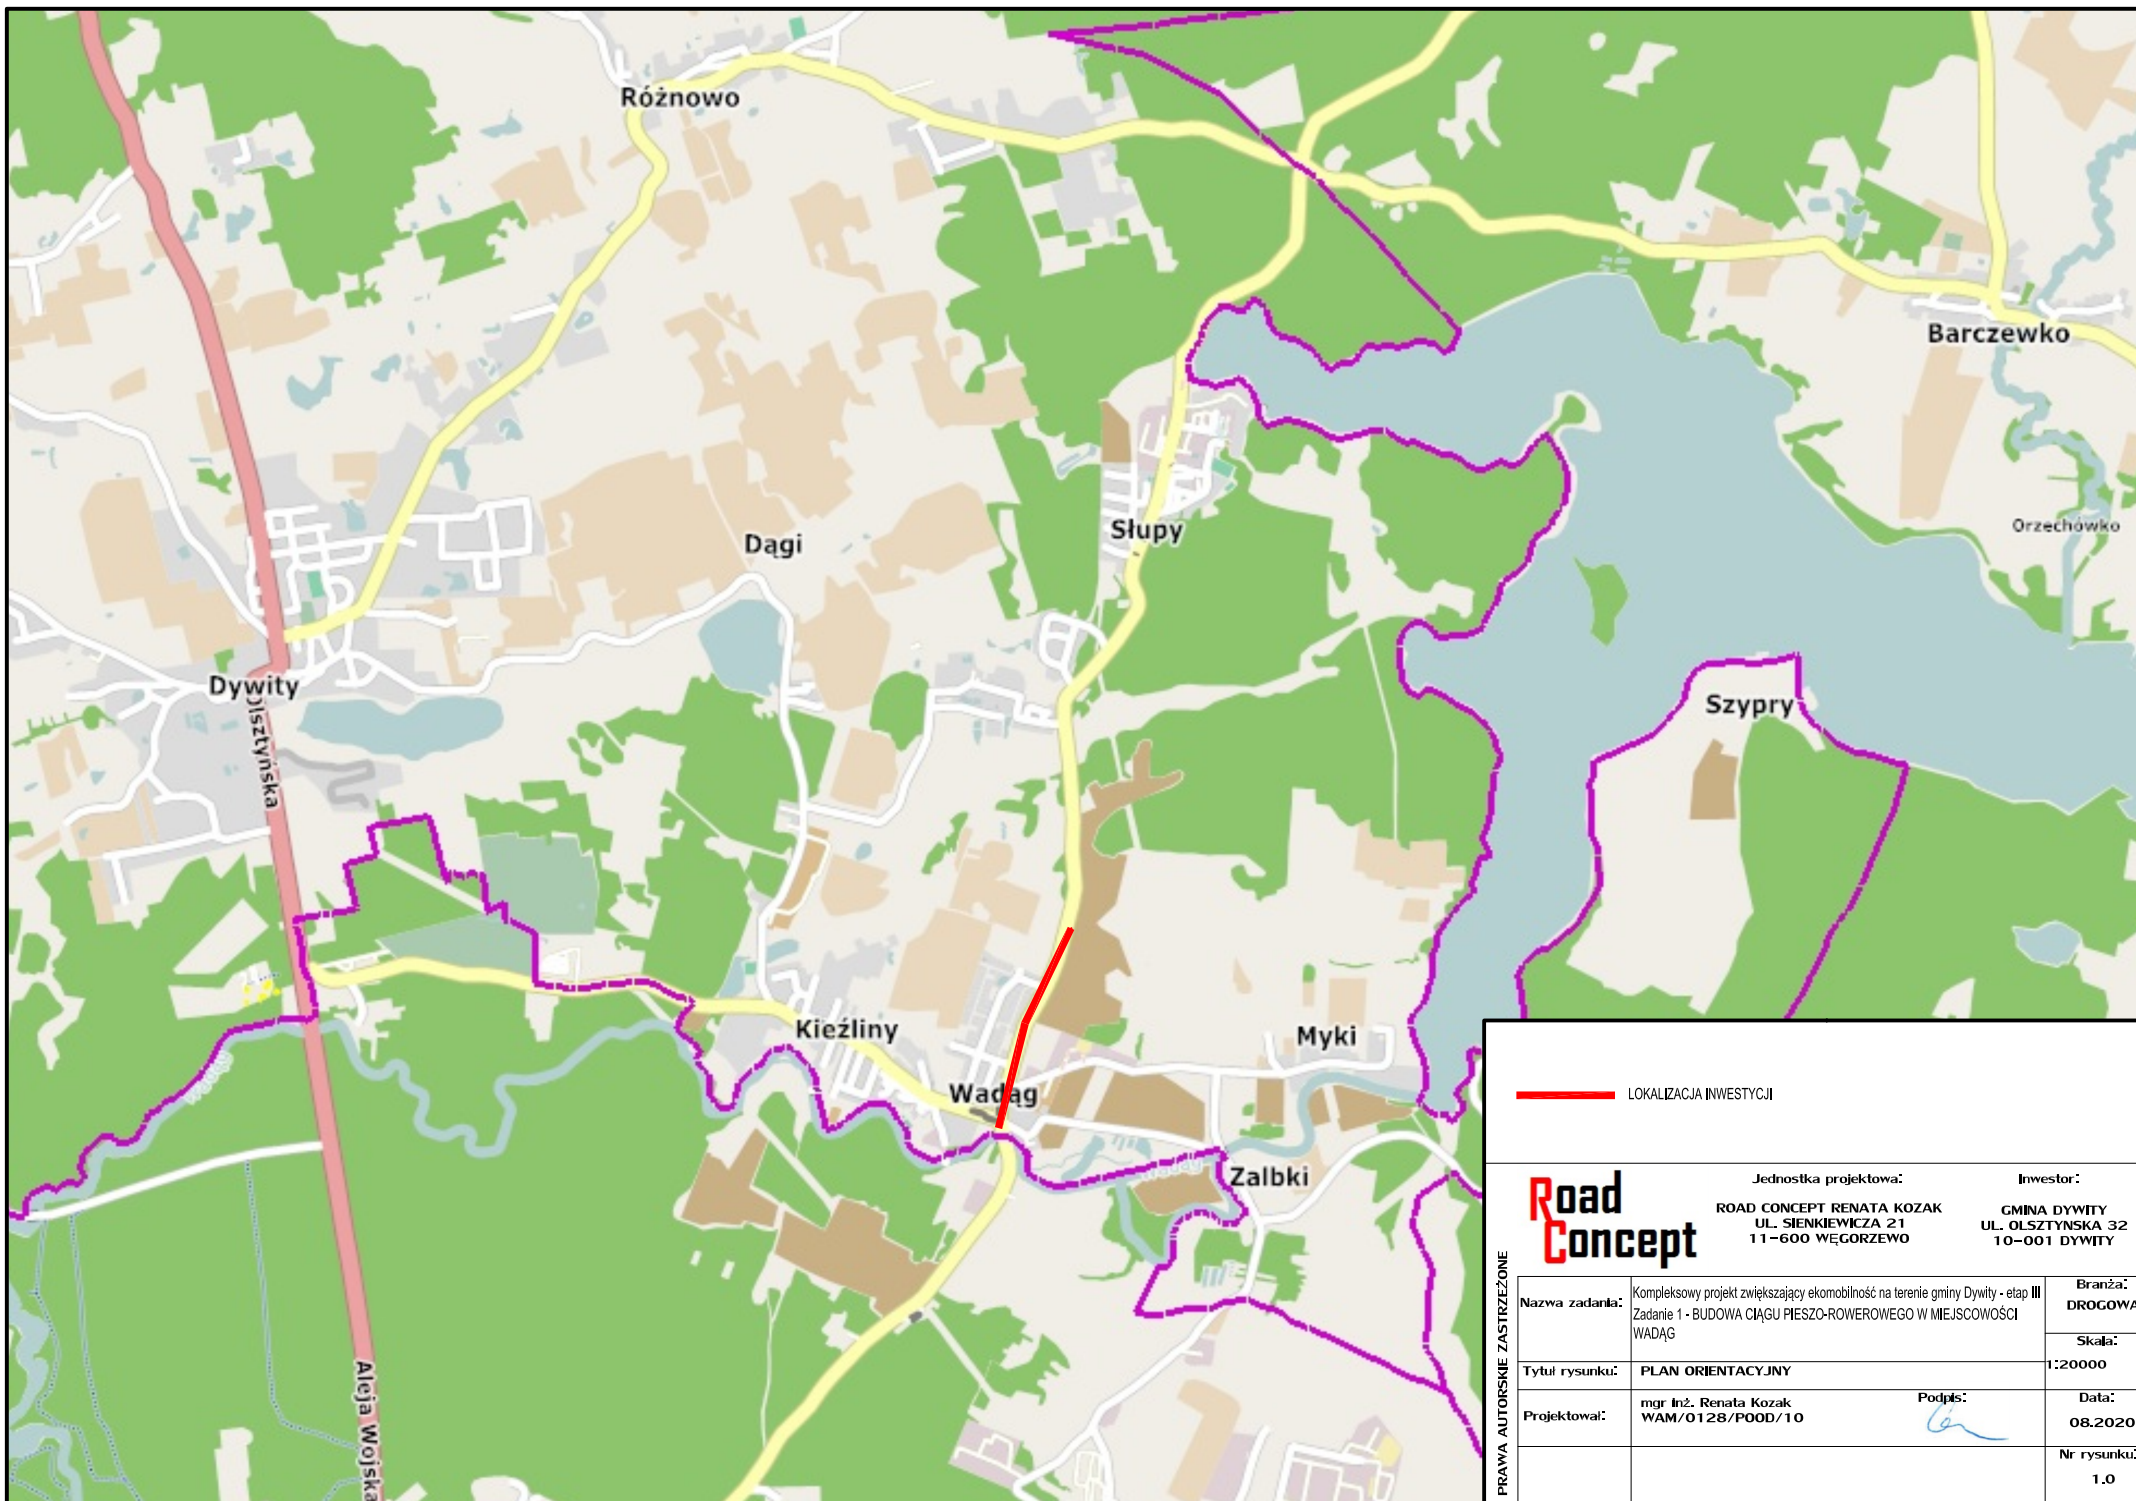 Różnowo
Barczewko
Orzechówko
Słupy
Dągi
Dywity
Olsztyńska
Szypry
Kieźliny
Myki
Wadąg
Wadąg
Wadąg
Zalbki
Aleja Wojska
LOKALIZACJA INWESTYCJI
Road
Concept
Jednostka projektowa:
ROAD CONCEPT RENATA KOZAK
UL. SIENKIEWICZA 21
11-600 WĘGORZEWO
Inwestor:
GMINA DYWITY
UL. OLSZTYNSKA 32
10-001 DYWITY
PRAWA AUTORSKIE ZASTRZEŻONE
Nazwa zadania:
Kompleksowy projekt zwiększający ekomobilność na terenie gminy Dywity - etap III
Zadanie 1 - BUDOWA CIĄGU PIESZO-ROWEROWEGO W MIEJSCOWOŚCI
WADĄG
Branża:
DROGOWA
Skala:
1:20000
Tytuł rysunku:
PLAN ORIENTACYJNY
Projektował:
mgr inż. Renata Kozak
WAM/0128/POOD/10
Podpis:
Data:
08.2020
Nr rysunku:
1.0